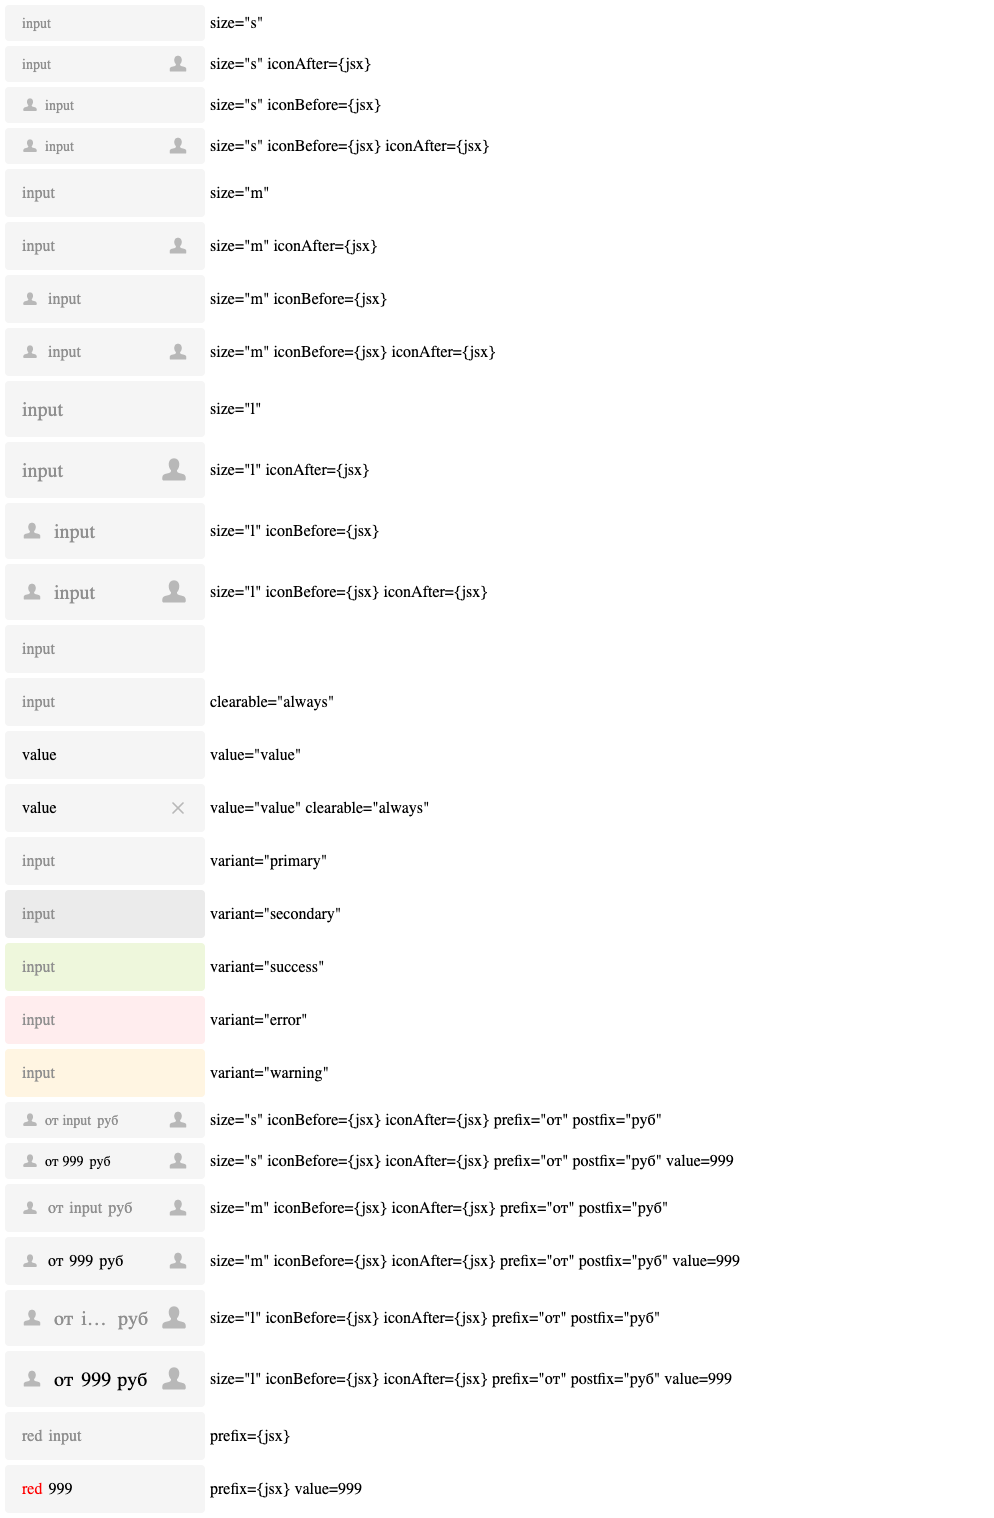 input size="s"
input size="s" iconAfter={jsx}
input size="s" iconBefore={jsx}
input size="s" iconBefore={jsx} iconAfter={jsx}
input size="m"
input size="m" iconAfter={jsx}
input size="m" iconBefore={jsx}
input size="m" iconBefore={jsx} iconAfter={jsx}
input size="l"
input size="l" iconAfter={jsx}
input size="l" iconBefore={jsx}
input size="l" iconBefore={jsx} iconAfter={jsx}
input
input clearable="always"
value value="value"
value value="value" clearable="always"
input variant="primary"
input variant="secondary"
input variant="success"
input variant="error"
input variant="warning"
от input руб size="s" iconBefore={jsx} iconAfter={jsx} prefix="от" postfix="руб"
от 999 руб size="s" iconBefore={jsx} iconAfter={jsx} prefix="от" postfix="руб" value=999
от input руб size="m" iconBefore={jsx} iconAfter={jsx} prefix="от" postfix="руб"
от 999 руб size="m" iconBefore={jsx} iconAfter={jsx} prefix="от" postfix="руб" value=999
от i… руб size="l" iconBefore={jsx} iconAfter={jsx} prefix="от" postfix="руб"
от 999 руб size="l" iconBefore={jsx} iconAfter={jsx} prefix="от" postfix="руб" value=999
red input prefix={jsx}
red 999 prefix={jsx} value=999